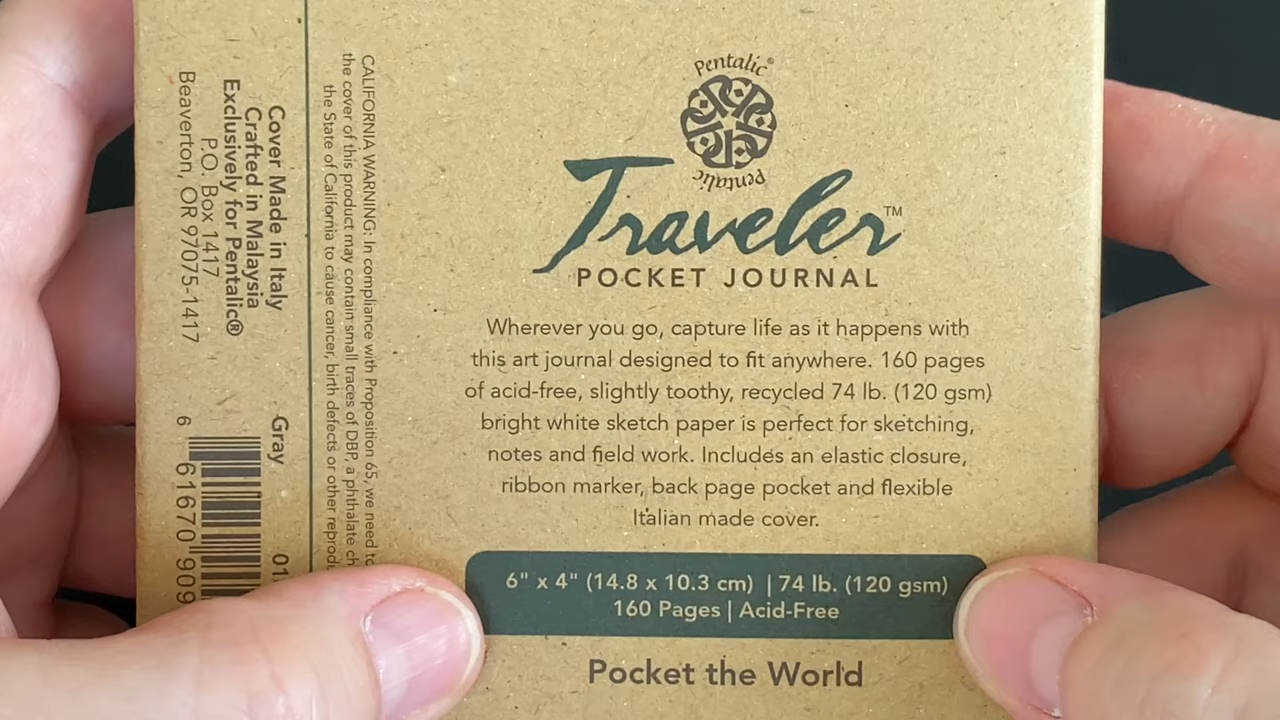 Pentalic®
Pentalic
Traveler™
POCKET JOURNAL
Wherever you go, capture life as it happens with
this art journal designed to fit anywhere. 160 pages
of acid-free, slightly toothy, recycled 74 lb. (120 gsm)
bright white sketch paper is perfect for sketching,
notes and field work. Includes an elastic closure,
ribbon marker, back page pocket and flexible
Italian made cover.
6" x 4" (14.8 x 10.3 cm) | 74 lb. (120 gsm)
160 Pages | Acid-Free
Pocket the World
CALIFORNIA WARNING: In compliance with Proposition 65, we need to
the cover of this product may contain small traces of DBP, a phthalate
the State of California to cause cancer, birth defects or other
Cover Made in Italy
Crafted in Malaysia
Exclusively for Pentalic®
P.O. Box 1417
Beaverton, OR 97075-1417
Gray
6 61670 909